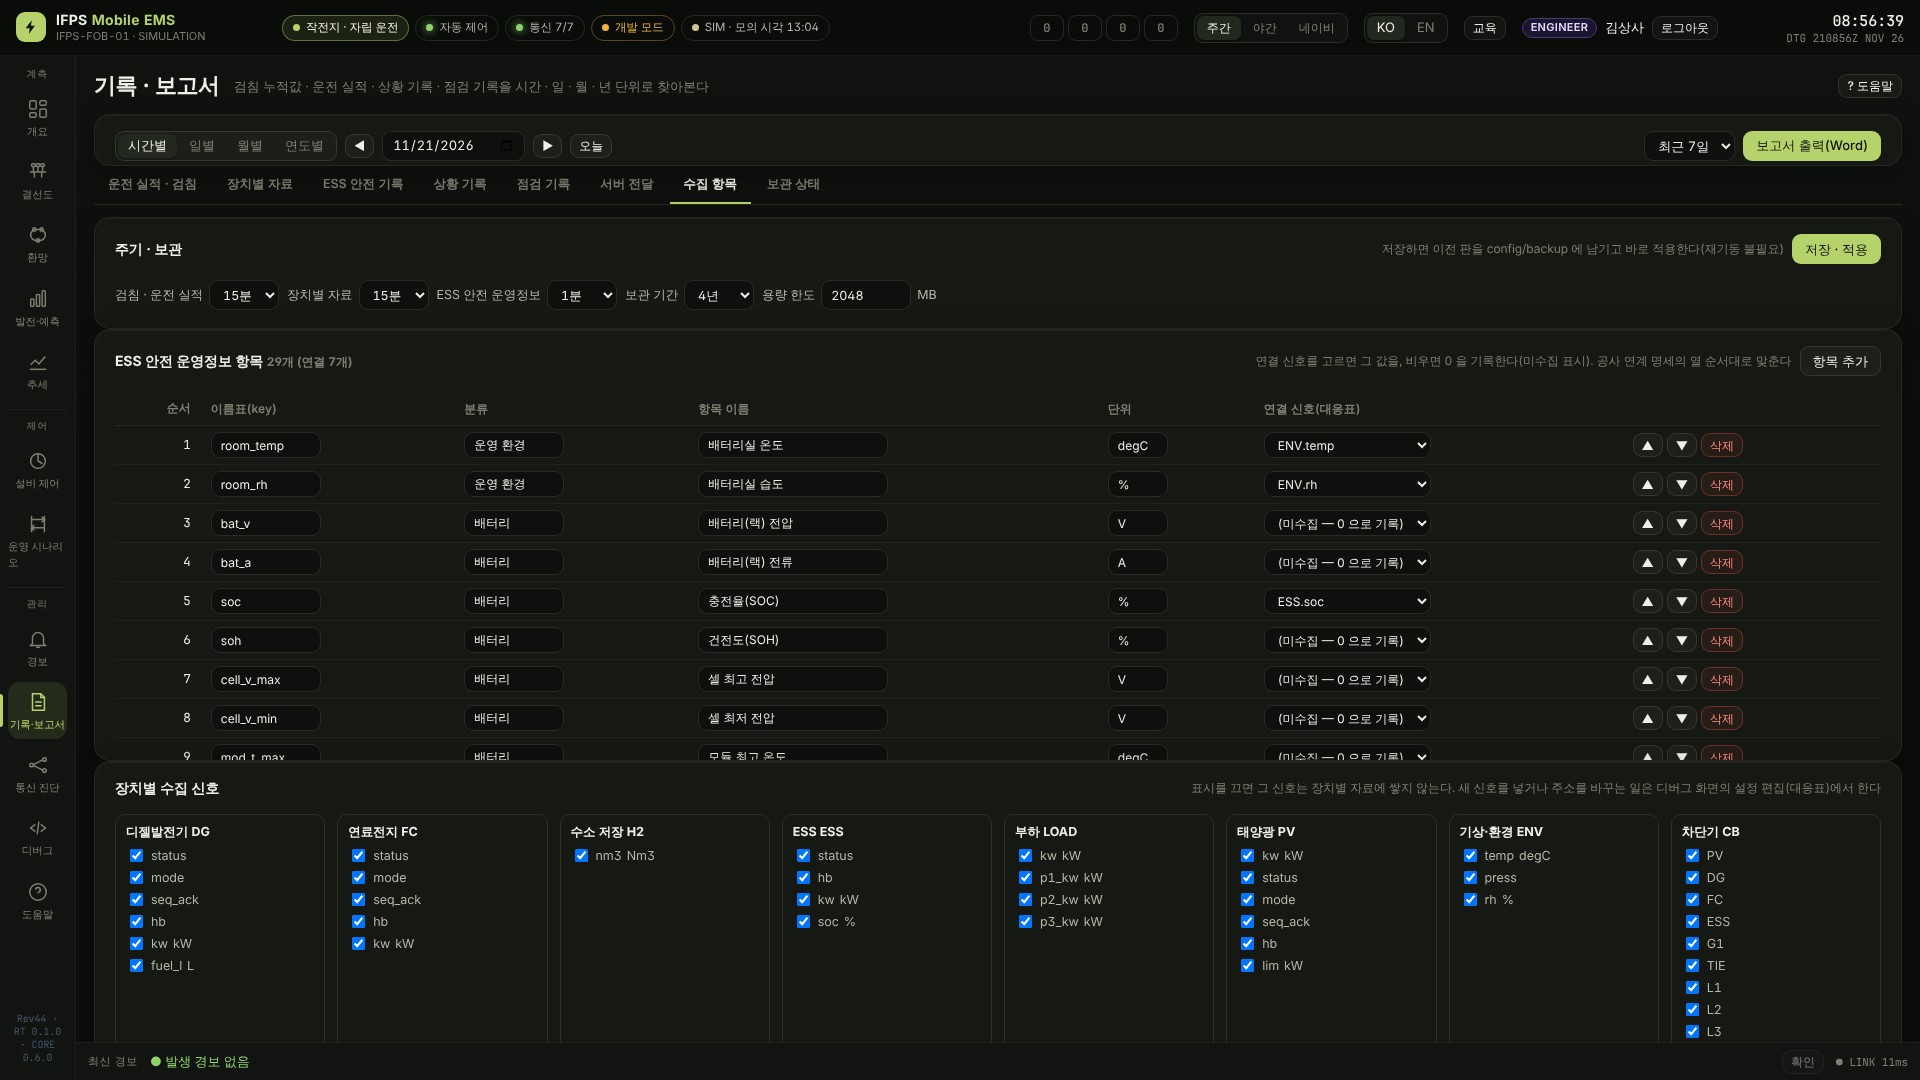 IFPS Mobile EMS
IFPS-FOB-01 · SIMULATION
작전지 · 자립 운전
자동 제어
통신 7/7
개발 모드
SIM · 모의 시각 13:04
0 0 0 0
주간 야간 네이비
KO EN
교육
ENGINEER 김상사 로그아웃
08:56:39
DTG 210856Z NOV 26
계측
개요
결선도
환망
발전·예측
추세
제어
설비 제어
운영 시나리
오
관리
경보
기록·보고서
통신 진단
디버그
도움말
Rev44 ·
RT 0.1.0
· CORE
0.6.0
기록 · 보고서 검침 누적값 · 운전 실적 · 상황 기록 · 점검 기록을 시간 · 일 · 월 · 년 단위로 찾아본다
? 도움말
시간별 일별 월별 연도별 ◀ 11/21/2026 ▶ 오늘
최근 7일 보고서 출력(Word)
운전 실적 · 검침 장치별 자료 ESS 안전 기록 상황 기록 점검 기록 서버 전달 수집 항목 보관 상태
주기 · 보관 저장하면 이전 판을 config/backup 에 남기고 바로 적용한다(재기동 불필요) 저장 · 적용
검침 · 운전 실적 15분 장치별 자료 15분 ESS 안전 운영정보 1분 보관 기간 4년 용량 한도 2048 MB
ESS 안전 운영정보 항목 29개 (연결 7개) 연결 신호를 고르면 그 값을, 비우면 0 을 기록한다(미수집 표시). 공사 연계 명세의 열 순서대로 맞춘다 항목 추가
순서 이름표(key) 분류 항목 이름 단위 연결 신호(대응표)
1 room_temp 운영 환경 배터리실 온도 degC ENV.temp ▲ ▼ 삭제
2 room_rh 운영 환경 배터리실 습도 % ENV.rh ▲ ▼ 삭제
3 bat_v 배터리 배터리(랙) 전압 V (미수집 — 0 으로 기록) ▲ ▼ 삭제
4 bat_a 배터리 배터리(랙) 전류 A (미수집 — 0 으로 기록) ▲ ▼ 삭제
5 soc 배터리 충전율(SOC) % ESS.soc ▲ ▼ 삭제
6 soh 배터리 건전도(SOH) % (미수집 — 0 으로 기록) ▲ ▼ 삭제
7 cell_v_max 배터리 셀 최고 전압 V (미수집 — 0 으로 기록) ▲ ▼ 삭제
8 cell_v_min 배터리 셀 최저 전압 V (미수집 — 0 으로 기록) ▲ ▼ 삭제
9 mod_t_max 배터리 모듈 최고 온도 degC (미수집 — 0 으로 기록) ▲ ▼ 삭제
장치별 수집 신호 표시를 끄면 그 신호는 장치별 자료에 쌓지 않는다. 새 신호를 넣거나 주소를 바꾸는 일은 디버그 화면의 설정 편집(대응표)에서 한다
디젤발전기 DG
status
mode
seq_ack
hb
kw kW
fuel_l L
연료전지 FC
status
mode
seq_ack
hb
kw kW
수소 저장 H2
nm3 Nm3
ESS ESS
status
hb
kw kW
soc %
부하 LOAD
kw kW
p1_kw kW
p2_kw kW
p3_kw kW
태양광 PV
kw kW
status
mode
seq_ack
hb
lim kW
기상·환경 ENV
temp degC
press
rh %
차단기 CB
PV
DG
FC
ESS
G1
TIE
L1
L2
L3
최신 경보 발생 경보 없음
확인 LINK 11ms